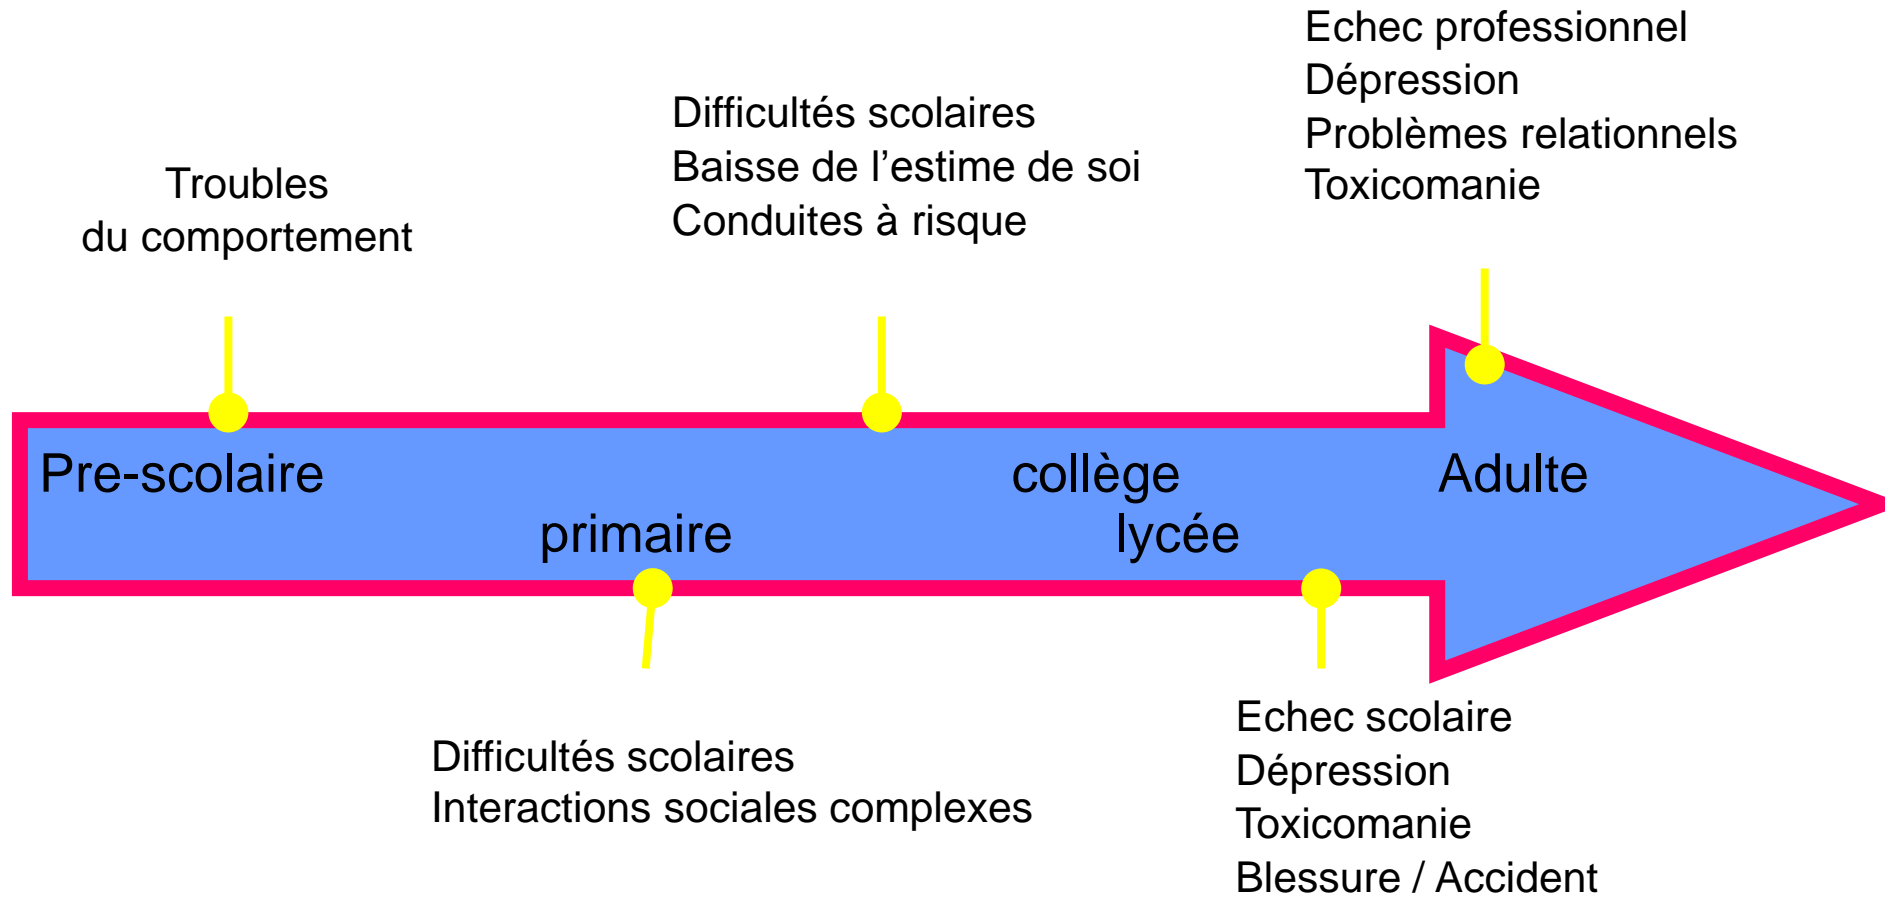 Echec professionnel
Dépression
Problèmes relationnels
Toxicomanie
Difficultés scolaires
Baisse de l’estime de soi
Conduites à risque
Troubles
du comportement
Pre-scolaire
primaire
collège
lycée
Adulte
Difficultés scolaires
Interactions sociales complexes
Echec scolaire
Dépression
Toxicomanie
Blessure / Accident